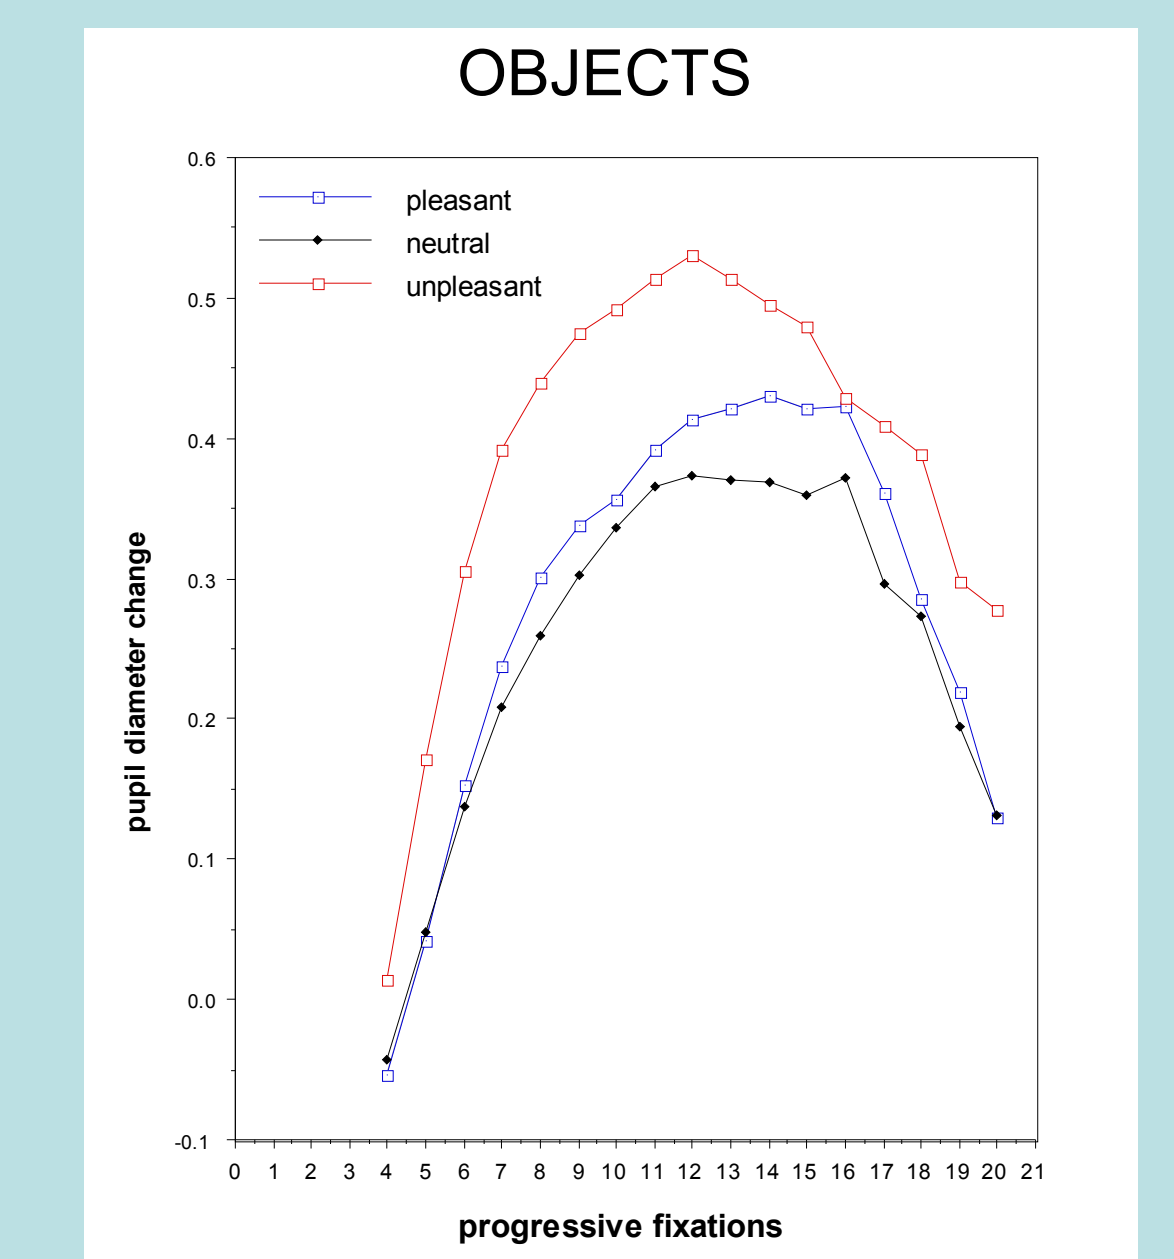 OBJECTS
0.6
pleasant
neutral
unpleasant
0.5
0.4
0.3
0.2
0.1
0.0
-0.1
pupil diameter change
0 1 2 3 4 5 6 7 8 9 10 11 12 13 14 15 16 17 18 19 20 21
progressive fixations